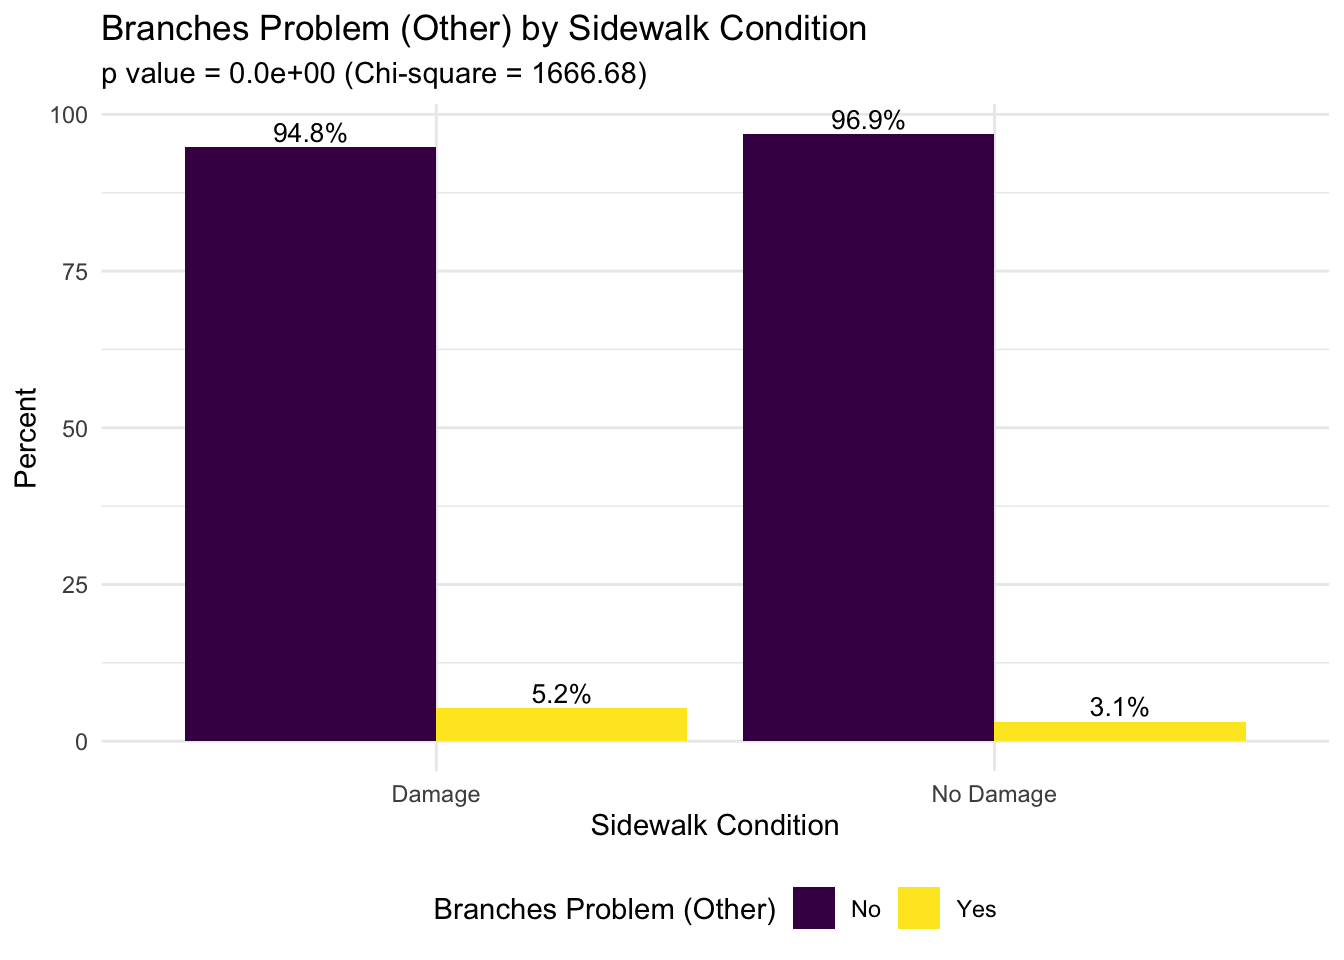 Branches Problem (Other) by Sidewalk Condition
p value = 0.0e+00 (Chi-square = 1666.68)
100
75
50
25
0
Percent
94.8%
5.2%
96.9%
3.1%
Damage
No Damage
Sidewalk Condition
Branches Problem (Other) No Yes